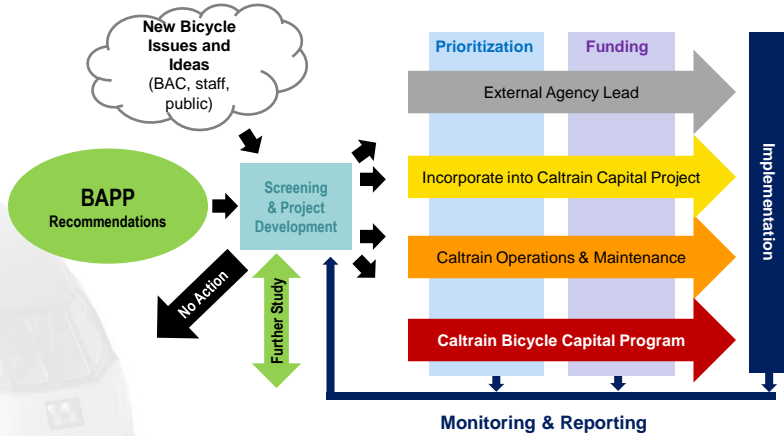 New Bicycle
Issues and
Ideas
(BAC, staff,
public)
BAPP
Recommendations
Screening
& Project
Development
No Action
Further Study
Prioritization
Funding
External Agency Lead
Incorporate into Caltrain Capital Project
Caltrain Operations & Maintenance
Caltrain Bicycle Capital Program
Implementation
Monitoring & Reporting